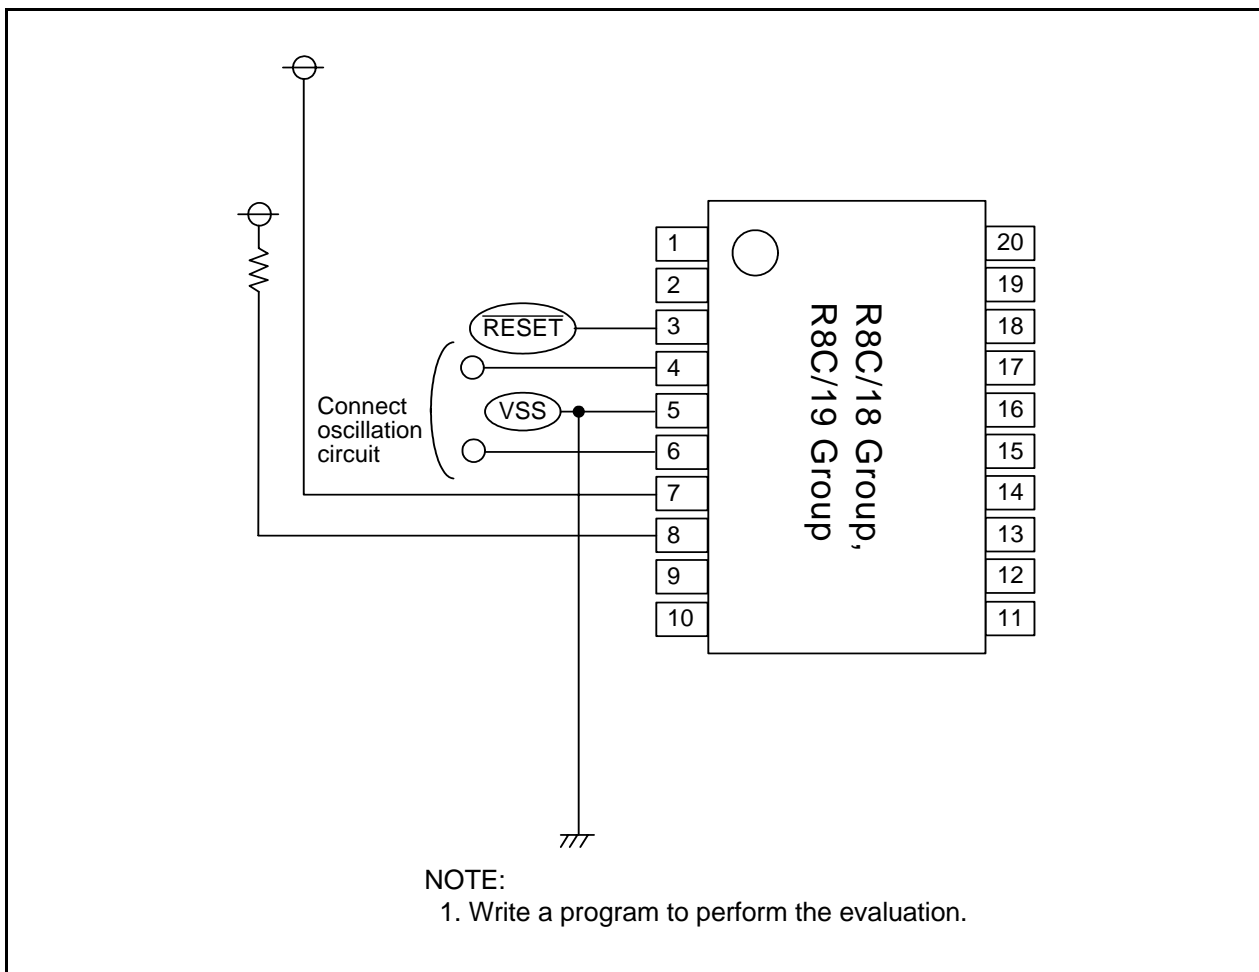 RESET
Connect
oscillation
circuit
VSS
1
2
3
4
5
6
7
8
9
10
R8C/18 Group,
R8C/19 Group
20
19
18
17
16
15
14
13
12
11
NOTE:
1. Write a program to perform the evaluation.